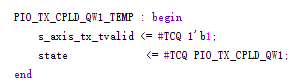 PIO_TX_CPLD_QW1_TEMP : begin
s_axis_tx_tvalid <= #TCQ 1'b1;
state <= #TCQ PIO_TX_CPLD_QW1;
end